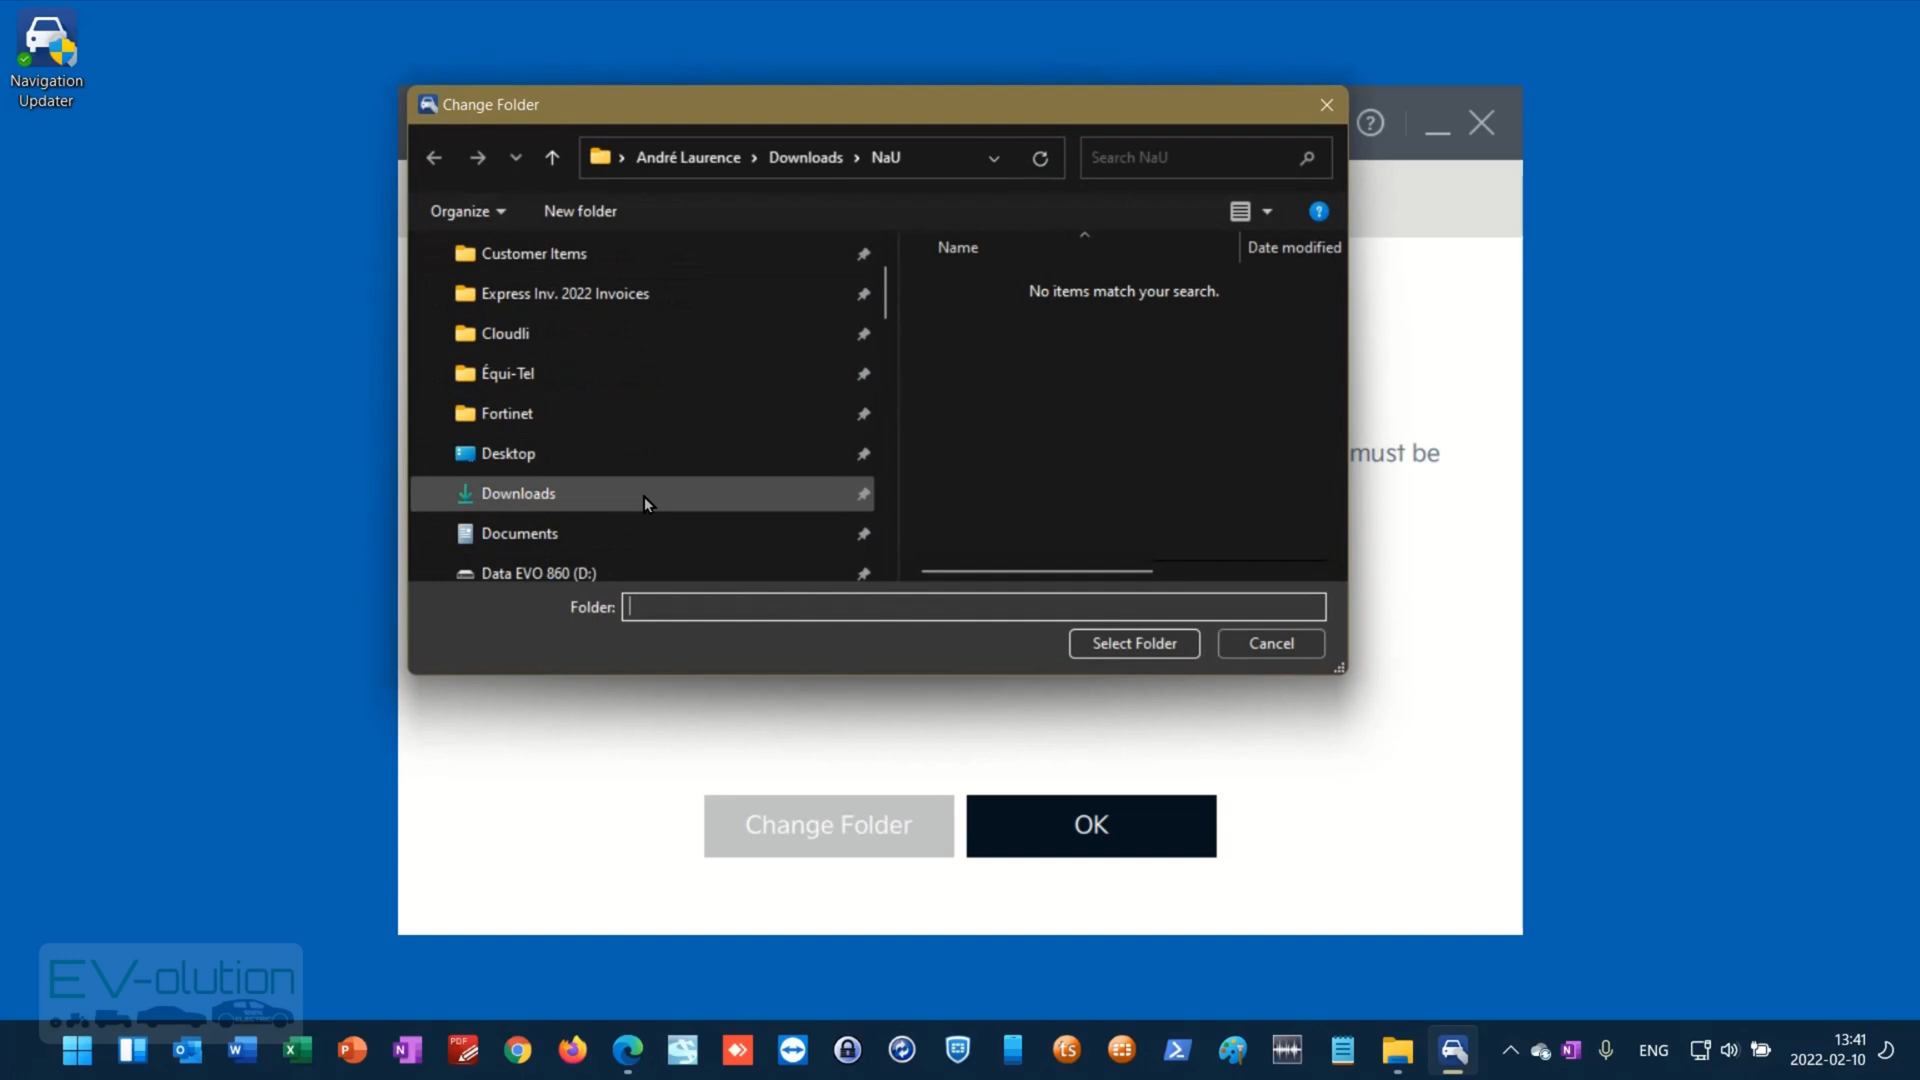 Navigation
Updater
Change Folder
André Laurence
Downloads
NaU
Search NaU
Organize
New folder
Customer Items
Express Inv. 2022 Invoices
Cloudli
Équi-Tel
Fortinet
Desktop
Downloads
Documents
Data EVO 860 (D:)
Name
Date modified
No items match your search.
Folder:
Select Folder
Cancel
must be
Change Folder
OK
EV-olution
PDF
ts
ENG
13:41
2022-02-10